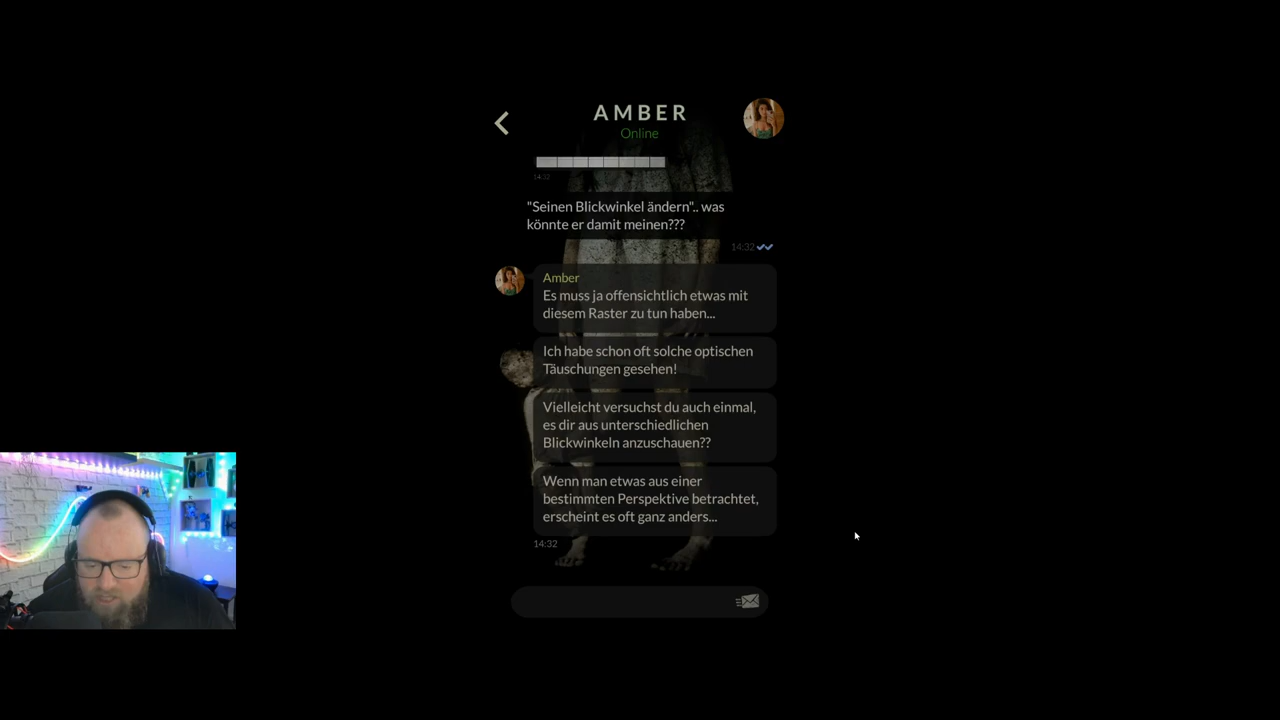 AMBER
Online
14:32
"Seinen Blickwinkel ändern".. was
könnte er damit meinen???
14:32
Amber
Es muss ja offensichtlich etwas mit
diesem Raster zu tun haben...
Ich habe schon oft solche optischen
Täuschungen gesehen!
Vielleicht versuchst du auch einmal,
es dir aus unterschiedlichen
Blickwinkeln anzuschauen??
Wenn man etwas aus einer
bestimmten Perspektive betrachtet,
erscheint es oft ganz anders...
14:32